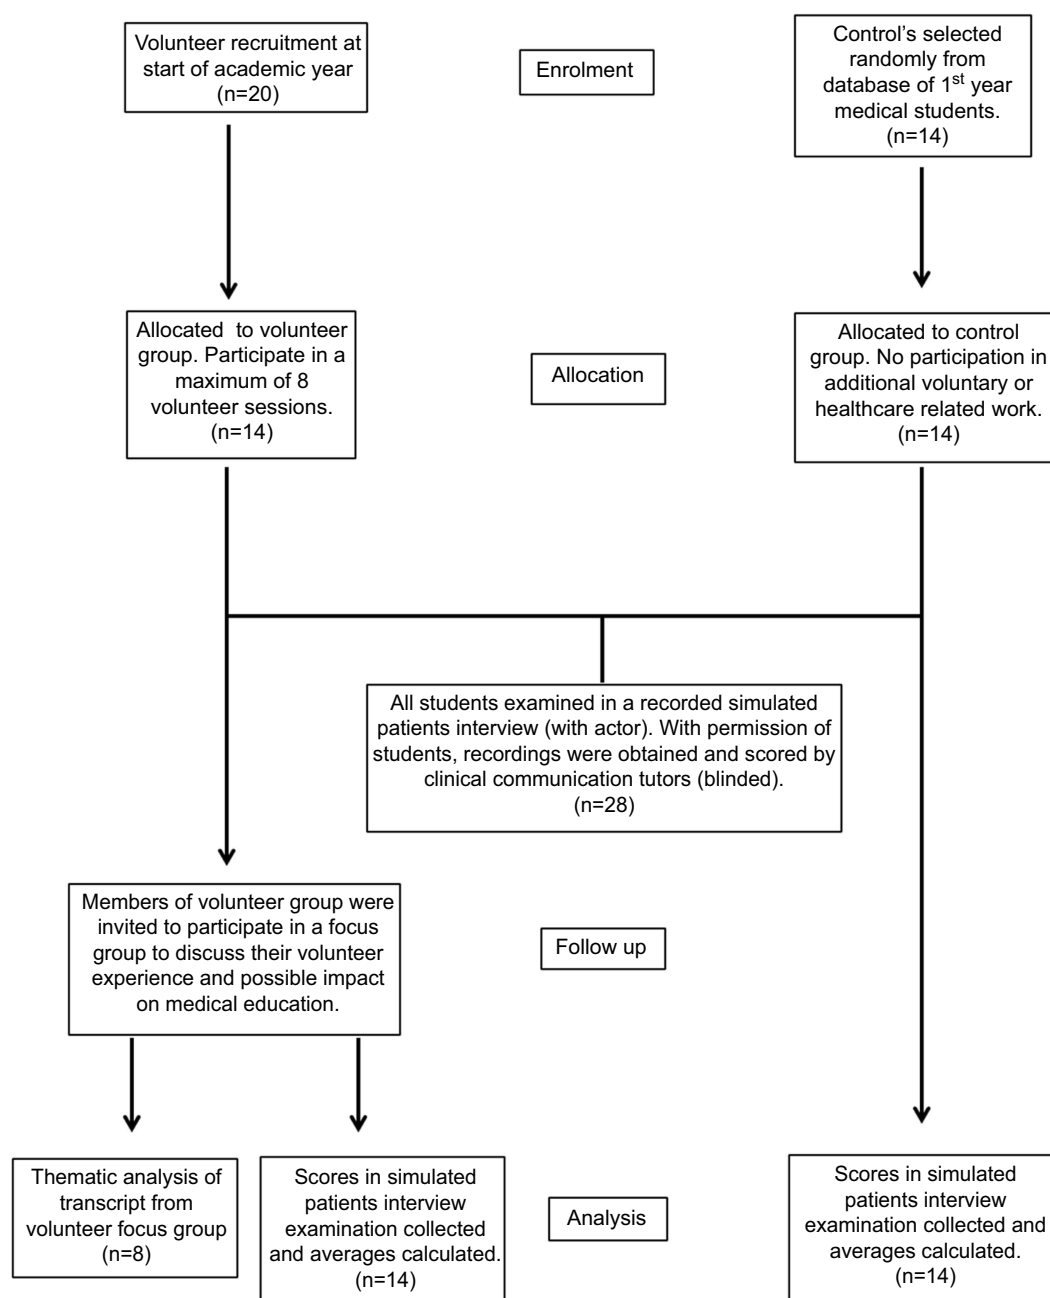 Volunteer recruitment at
start of academic year
(n=20)
Enrolment
Control’s selected
randomly from
database of 1st year
medical students.
(n=14)
Allocated to volunteer
group. Participate in a
maximum of 8
volunteer sessions.
(n=14)
Allocation
Allocated to control
group. No participation in
additional voluntary or
healthcare related work.
(n=14)
All students examined in a recorded simulated
patients interview (with actor). With permission of
students, recordings were obtained and scored by
clinical communication tutors (blinded).
(n=28)
Members of volunteer group were
invited to participate in a focus
group to discuss their volunteer
experience and possible impact
on medical education.
Follow up
Thematic analysis of
transcript from
volunteer focus group
(n=8)
Scores in simulated
patients interview
examination collected
and averages calculated.
(n=14)
Analysis
Scores in simulated
patients interview
examination collected and
averages calculated.
(n=14)